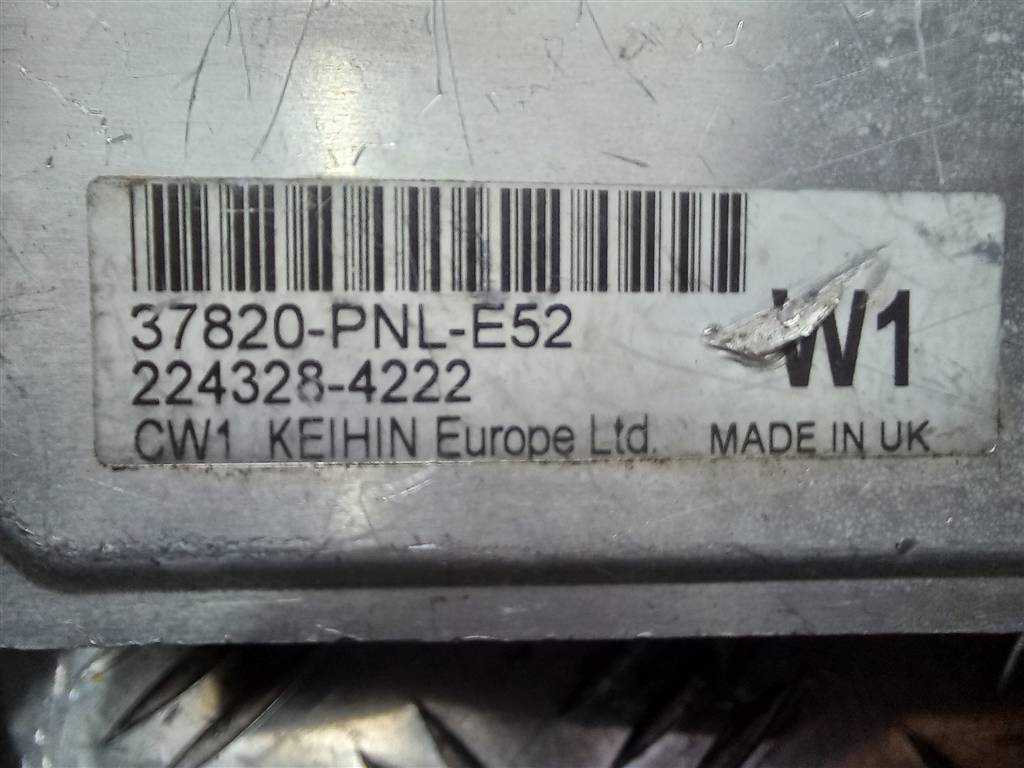 37820-PNL-E52
224328-4222
W1
CW1 KEIHIN Europe Ltd. MADE IN UK